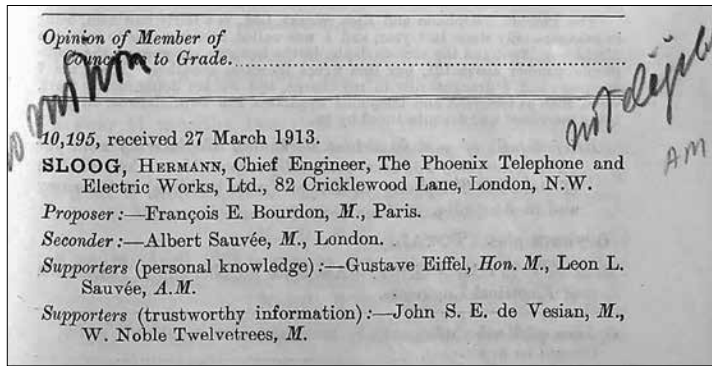 Opinion of Member of
Council as to Grade.
10,195, received 27 March 1913.
not
AM
SLOOG, HERMANN, Chief Engineer, The Phoenix Telephone and
Electric Works, Ltd., 82 Cricklewood Lane, London, N.W.
Proposer:—François E. Bourdon, M., Paris.
Seconder:—Albert Sauvée, M., London.
Supporters (personal knowledge):—Gustave Eiffel, Hon. M., Leon L.
Sauvée, A.M.
Supporters (trustworthy information):—John S. E. de Vesian, M.,
W. Noble Twelvetrees, M.